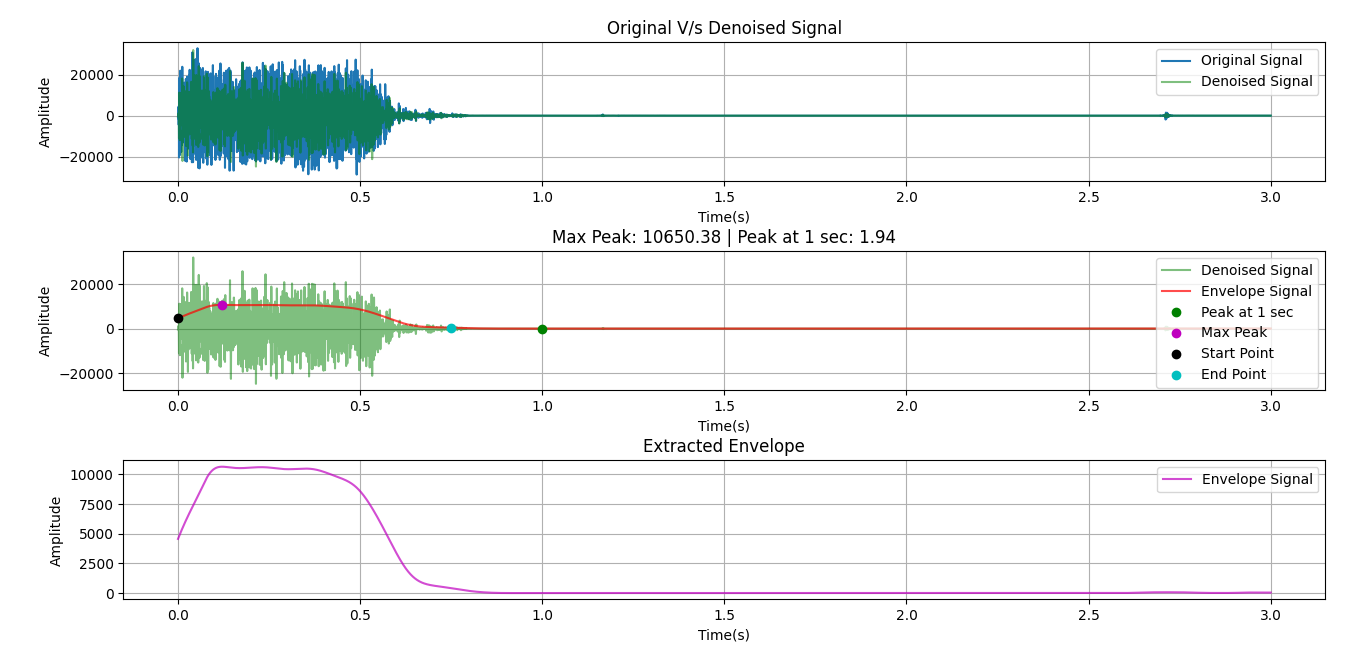 Original V/s Denoised Signal
Amplitude
20000
0
−20000
Original Signal
Denoised Signal
0.0 0.5 1.0 1.5 2.0 2.5 3.0
Time(s)
Max Peak: 10650.38 | Peak at 1 sec: 1.94
Amplitude
20000
0
−20000
Denoised Signal
Envelope Signal
Peak at 1 sec
Max Peak
Start Point
End Point
0.0 0.5 1.0 1.5 2.0 2.5 3.0
Time(s)
Extracted Envelope
Amplitude
10000
7500
5000
2500
0
Envelope Signal
0.0 0.5 1.0 1.5 2.0 2.5 3.0
Time(s)